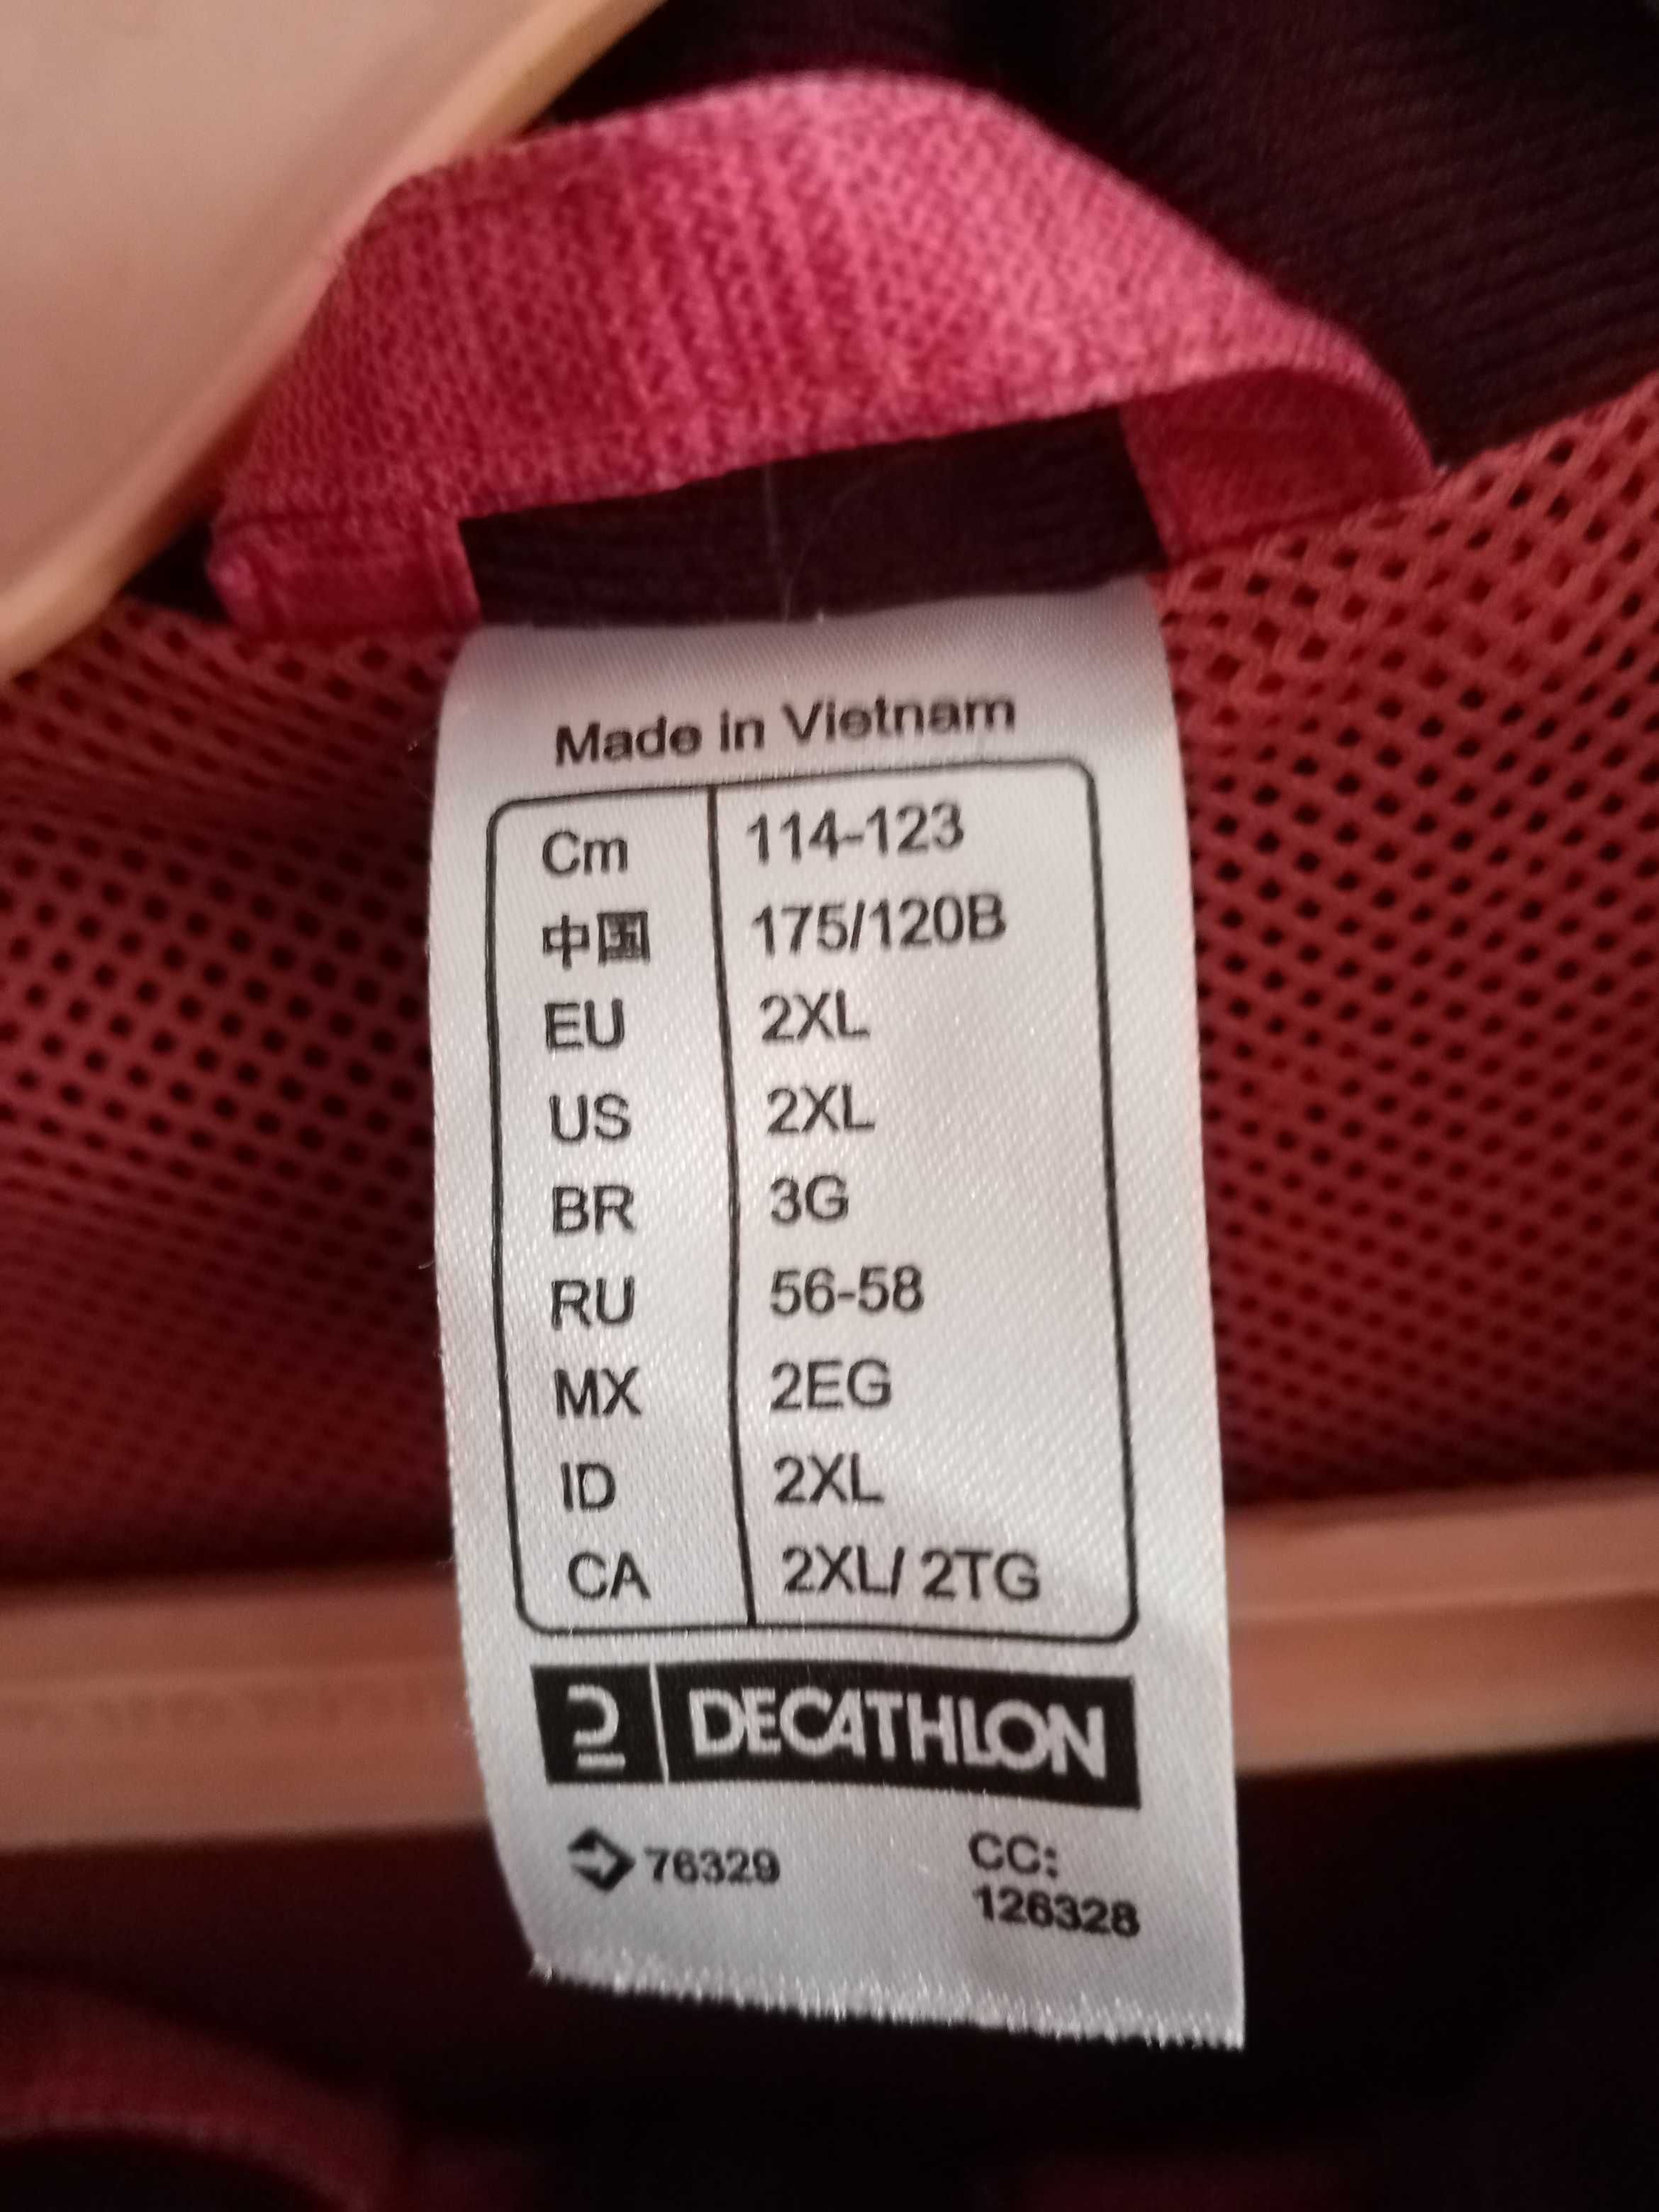 Made in Vietnam
Cm 114-123
中国 175/120B
EU 2XL
US 2XL
BR 3G
RU 56-58
MX 2EG
ID 2XL
CA 2XL/ 2TG
DECATHLON
76329 CC:
126328